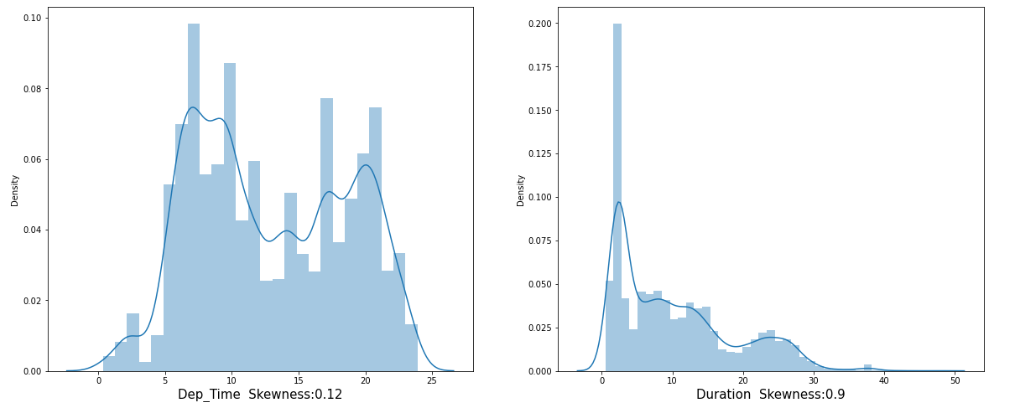 0.10
0.08
0.06
0.04
0.02
0.00
Density
0 5 10 15 20 25
Dep_Time Skewness:0.12
0.200
0.175
0.150
0.125
0.100
0.075
0.050
0.025
0.000
Density
0 10 20 30 40 50
Duration Skewness:0.9